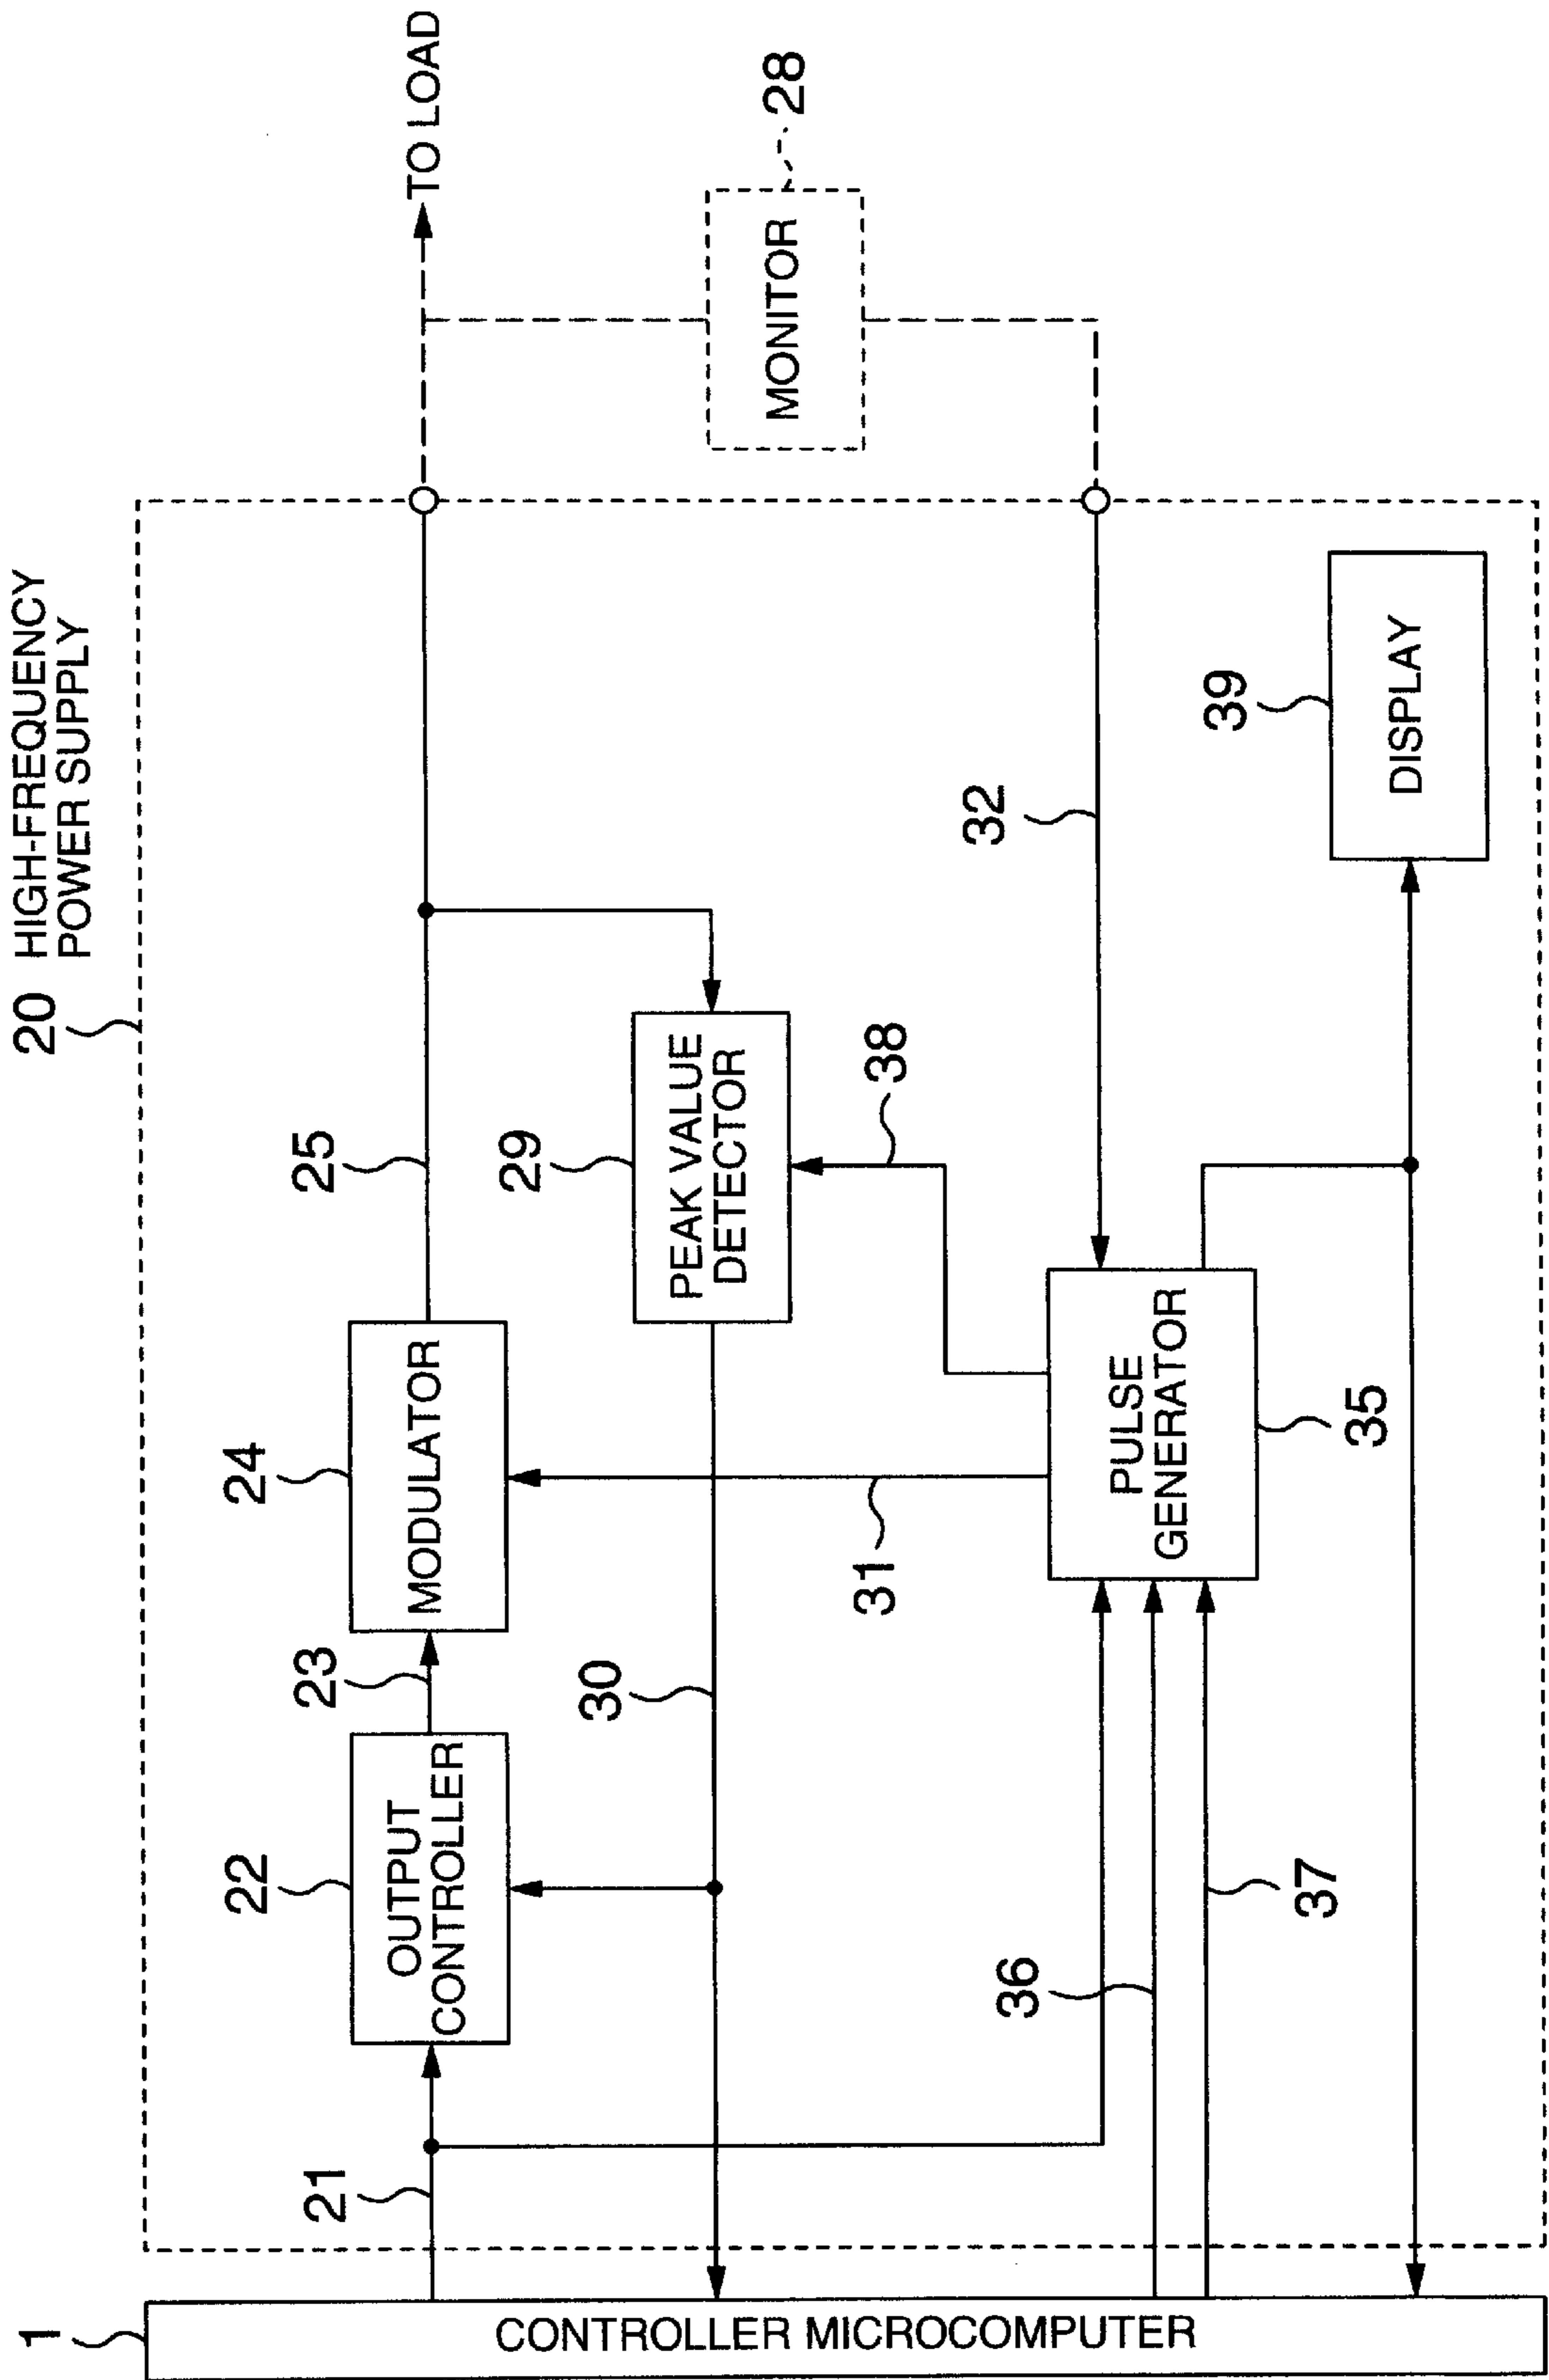 20 HIGH-FREQUENCY
POWER SUPPLY
1
CONTROLLER MICROCOMPUTER
21
22
OUTPUT
CONTROLLER
23
24
MODULATOR
25
TO LOAD
28
MONITOR
29
PEAK VALUE
DETECTOR
30
31
38
32
36
37
PULSE
GENERATOR
35
39
DISPLAY